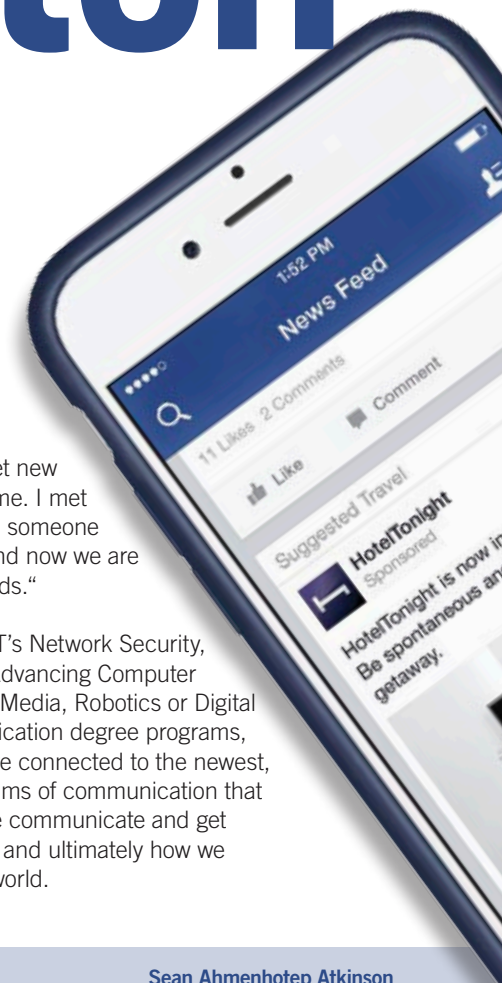 1:52 PM
News Feed
11 Likes 2 Comments
Like
Comment
Suggested Travel
HotelTonight
Sponsored
HotelTonight is now in
Be spontaneous and
getaway.
et new
me. I met
someone
nd now we are
ds.“
T’s Network Security,
dvancing Computer
Media, Robotics or Digital
ication degree programs,
e connected to the newest,
ms of communication that
e communicate and get
and ultimately how we
world.
Sean Ahmenhotep Atkinson